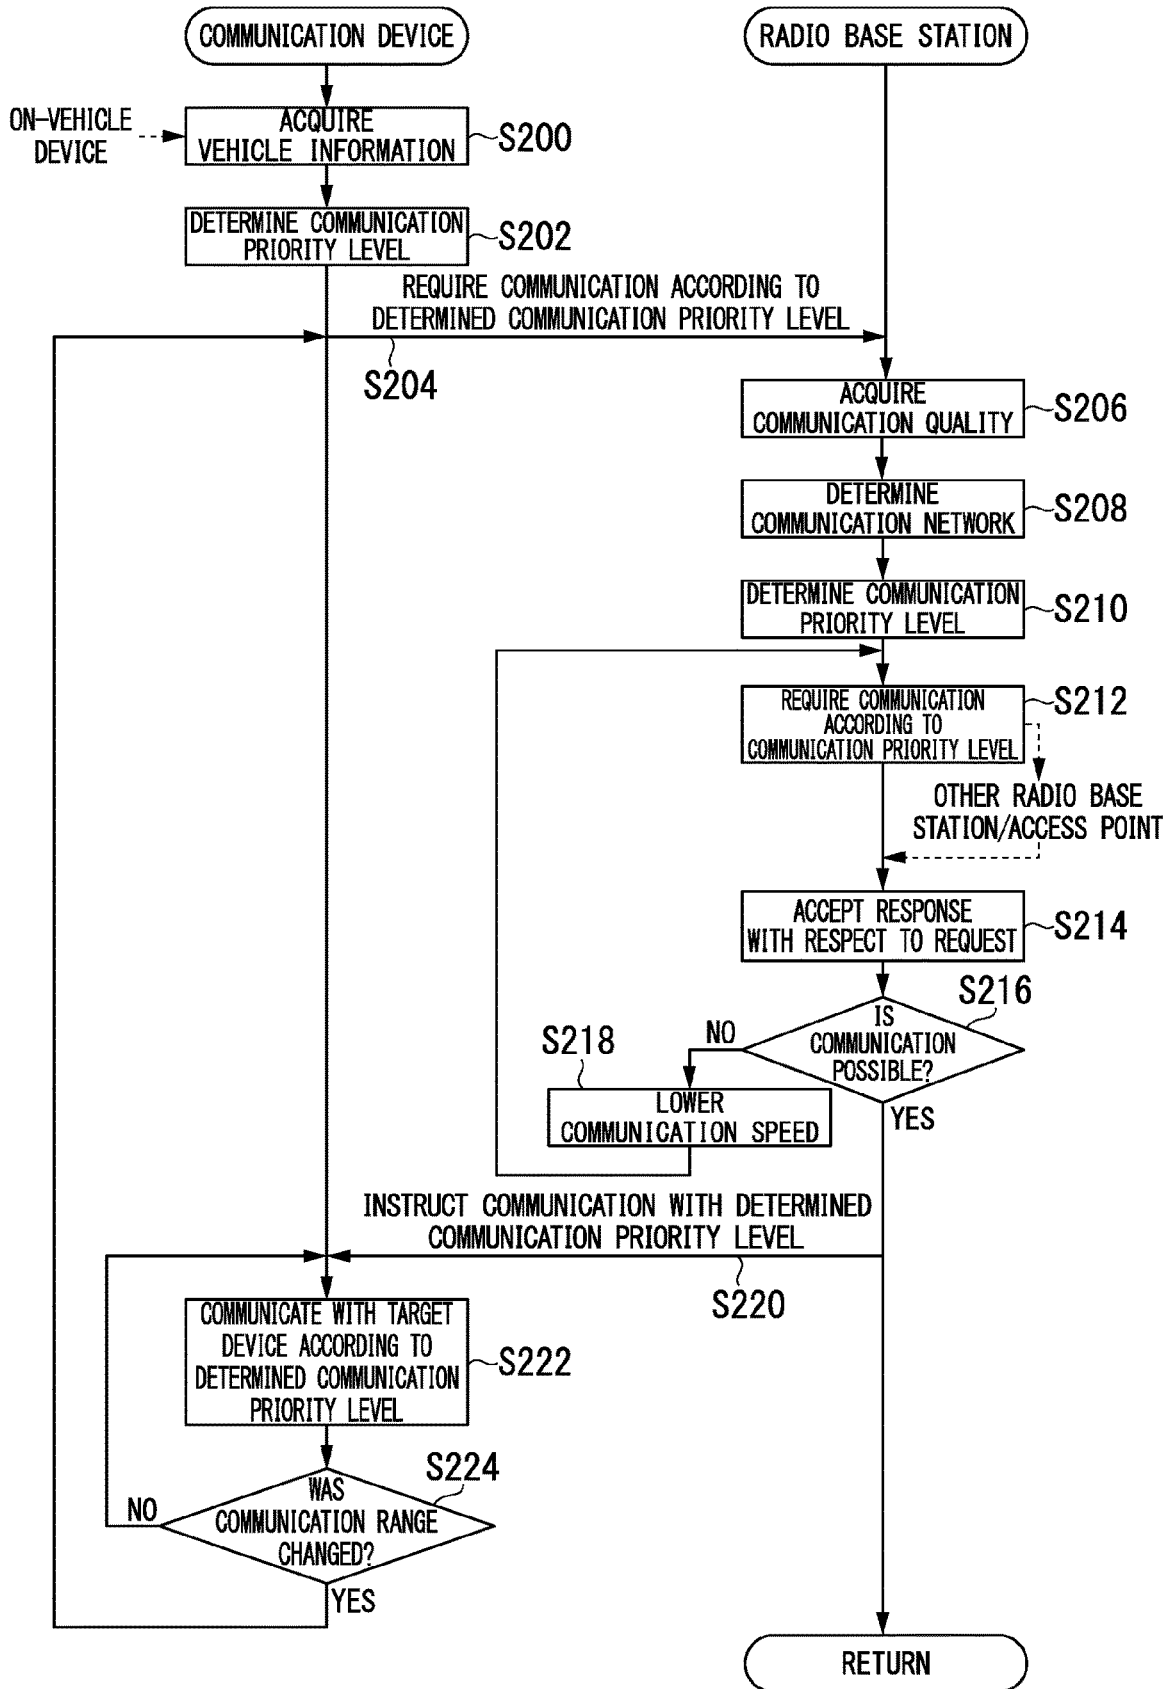 COMMUNICATION DEVICE
RADIO BASE STATION
ON-VEHICLE
DEVICE
ACQUIRE
VEHICLE INFORMATION
S200
DETERMINE COMMUNICATION
PRIORITY LEVEL
S202
REQUIRE COMMUNICATION ACCORDING TO
DETERMINED COMMUNICATION PRIORITY LEVEL
S204
ACQUIRE
COMMUNICATION QUALITY
S206
DETERMINE
COMMUNICATION NETWORK
S208
DETERMINE COMMUNICATION
PRIORITY LEVEL
S210
REQUIRE COMMUNICATION
ACCORDING TO
COMMUNICATION PRIORITY LEVEL
S212
OTHER RADIO BASE
STATION/ACCESS POINT
ACCEPT RESPONSE
WITH RESPECT TO REQUEST
S214
IS
COMMUNICATION
POSSIBLE?
S216
NO
YES
S218
LOWER
COMMUNICATION SPEED
INSTRUCT COMMUNICATION WITH DETERMINED
COMMUNICATION PRIORITY LEVEL
S220
COMMUNICATE WITH TARGET
DEVICE ACCORDING TO
DETERMINED COMMUNICATION
PRIORITY LEVEL
S222
WAS
COMMUNICATION RANGE
CHANGED?
S224
NO
YES
RETURN